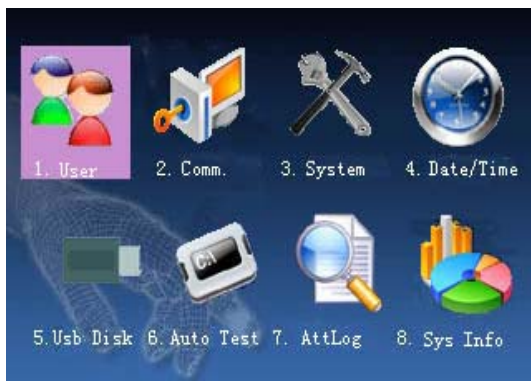 1. User 2. Comm. 3. System 4. Date/Time
C:\
5.Usb Disk 6.Auto Test 7. AttLog 8. Sys Info